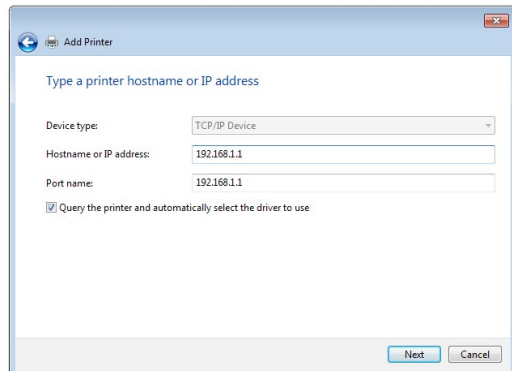 Add Printer
Type a printer hostname or IP address
Device type: TCP/IP Device
Hostname or IP address: 192.168.1.1
Port name: 192.168.1.1
Query the printer and automatically select the driver to use
Next Cancel